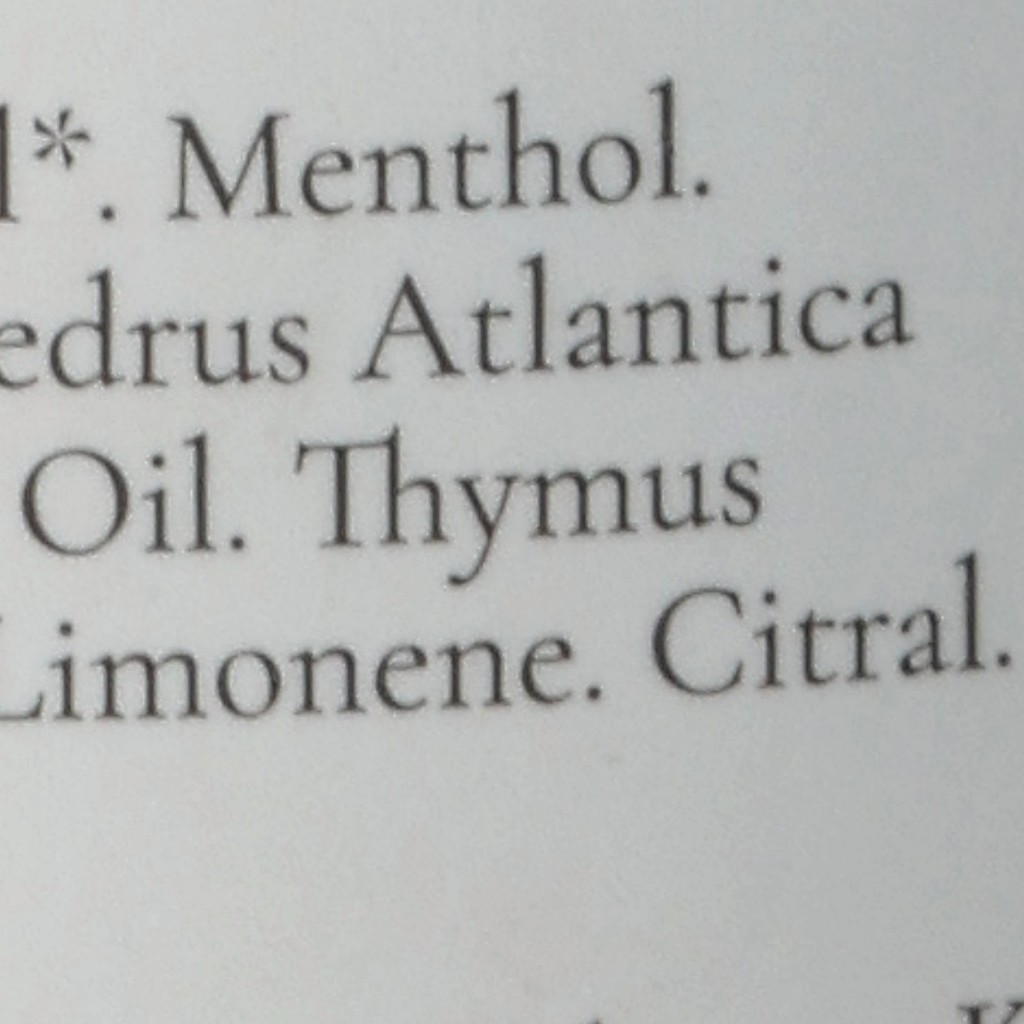 l*. Menthol.
edrus Atlantica
Oil. Thymus
Limonene. Citral.